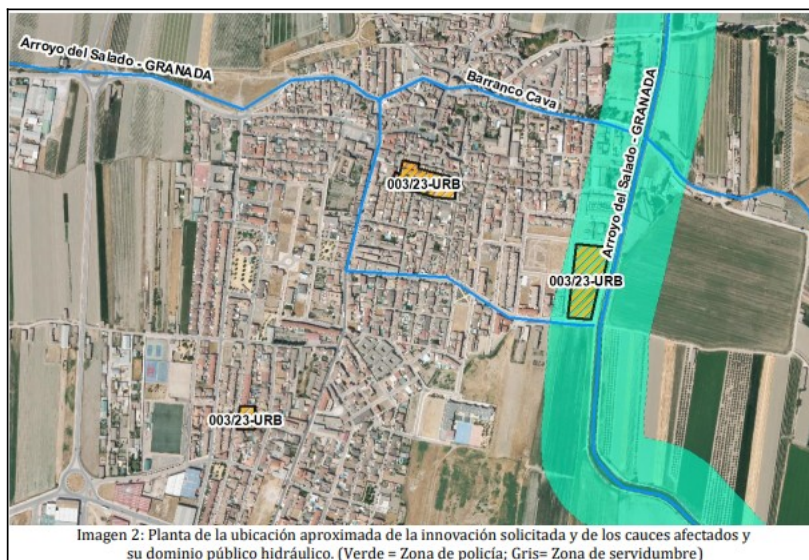 Arroyo del Salado - GRANADA
Barranco Cava
Arroyo del Salado - GRANADA
003/23-URB
003/23-URB
003/23-URB
Imagen 2: Planta de la ubicación aproximada de la innovación solicitada y de los cauces afectados y
su dominio público hidráulico. (Verde = Zona de policía; Gris= Zona de servidumbre)